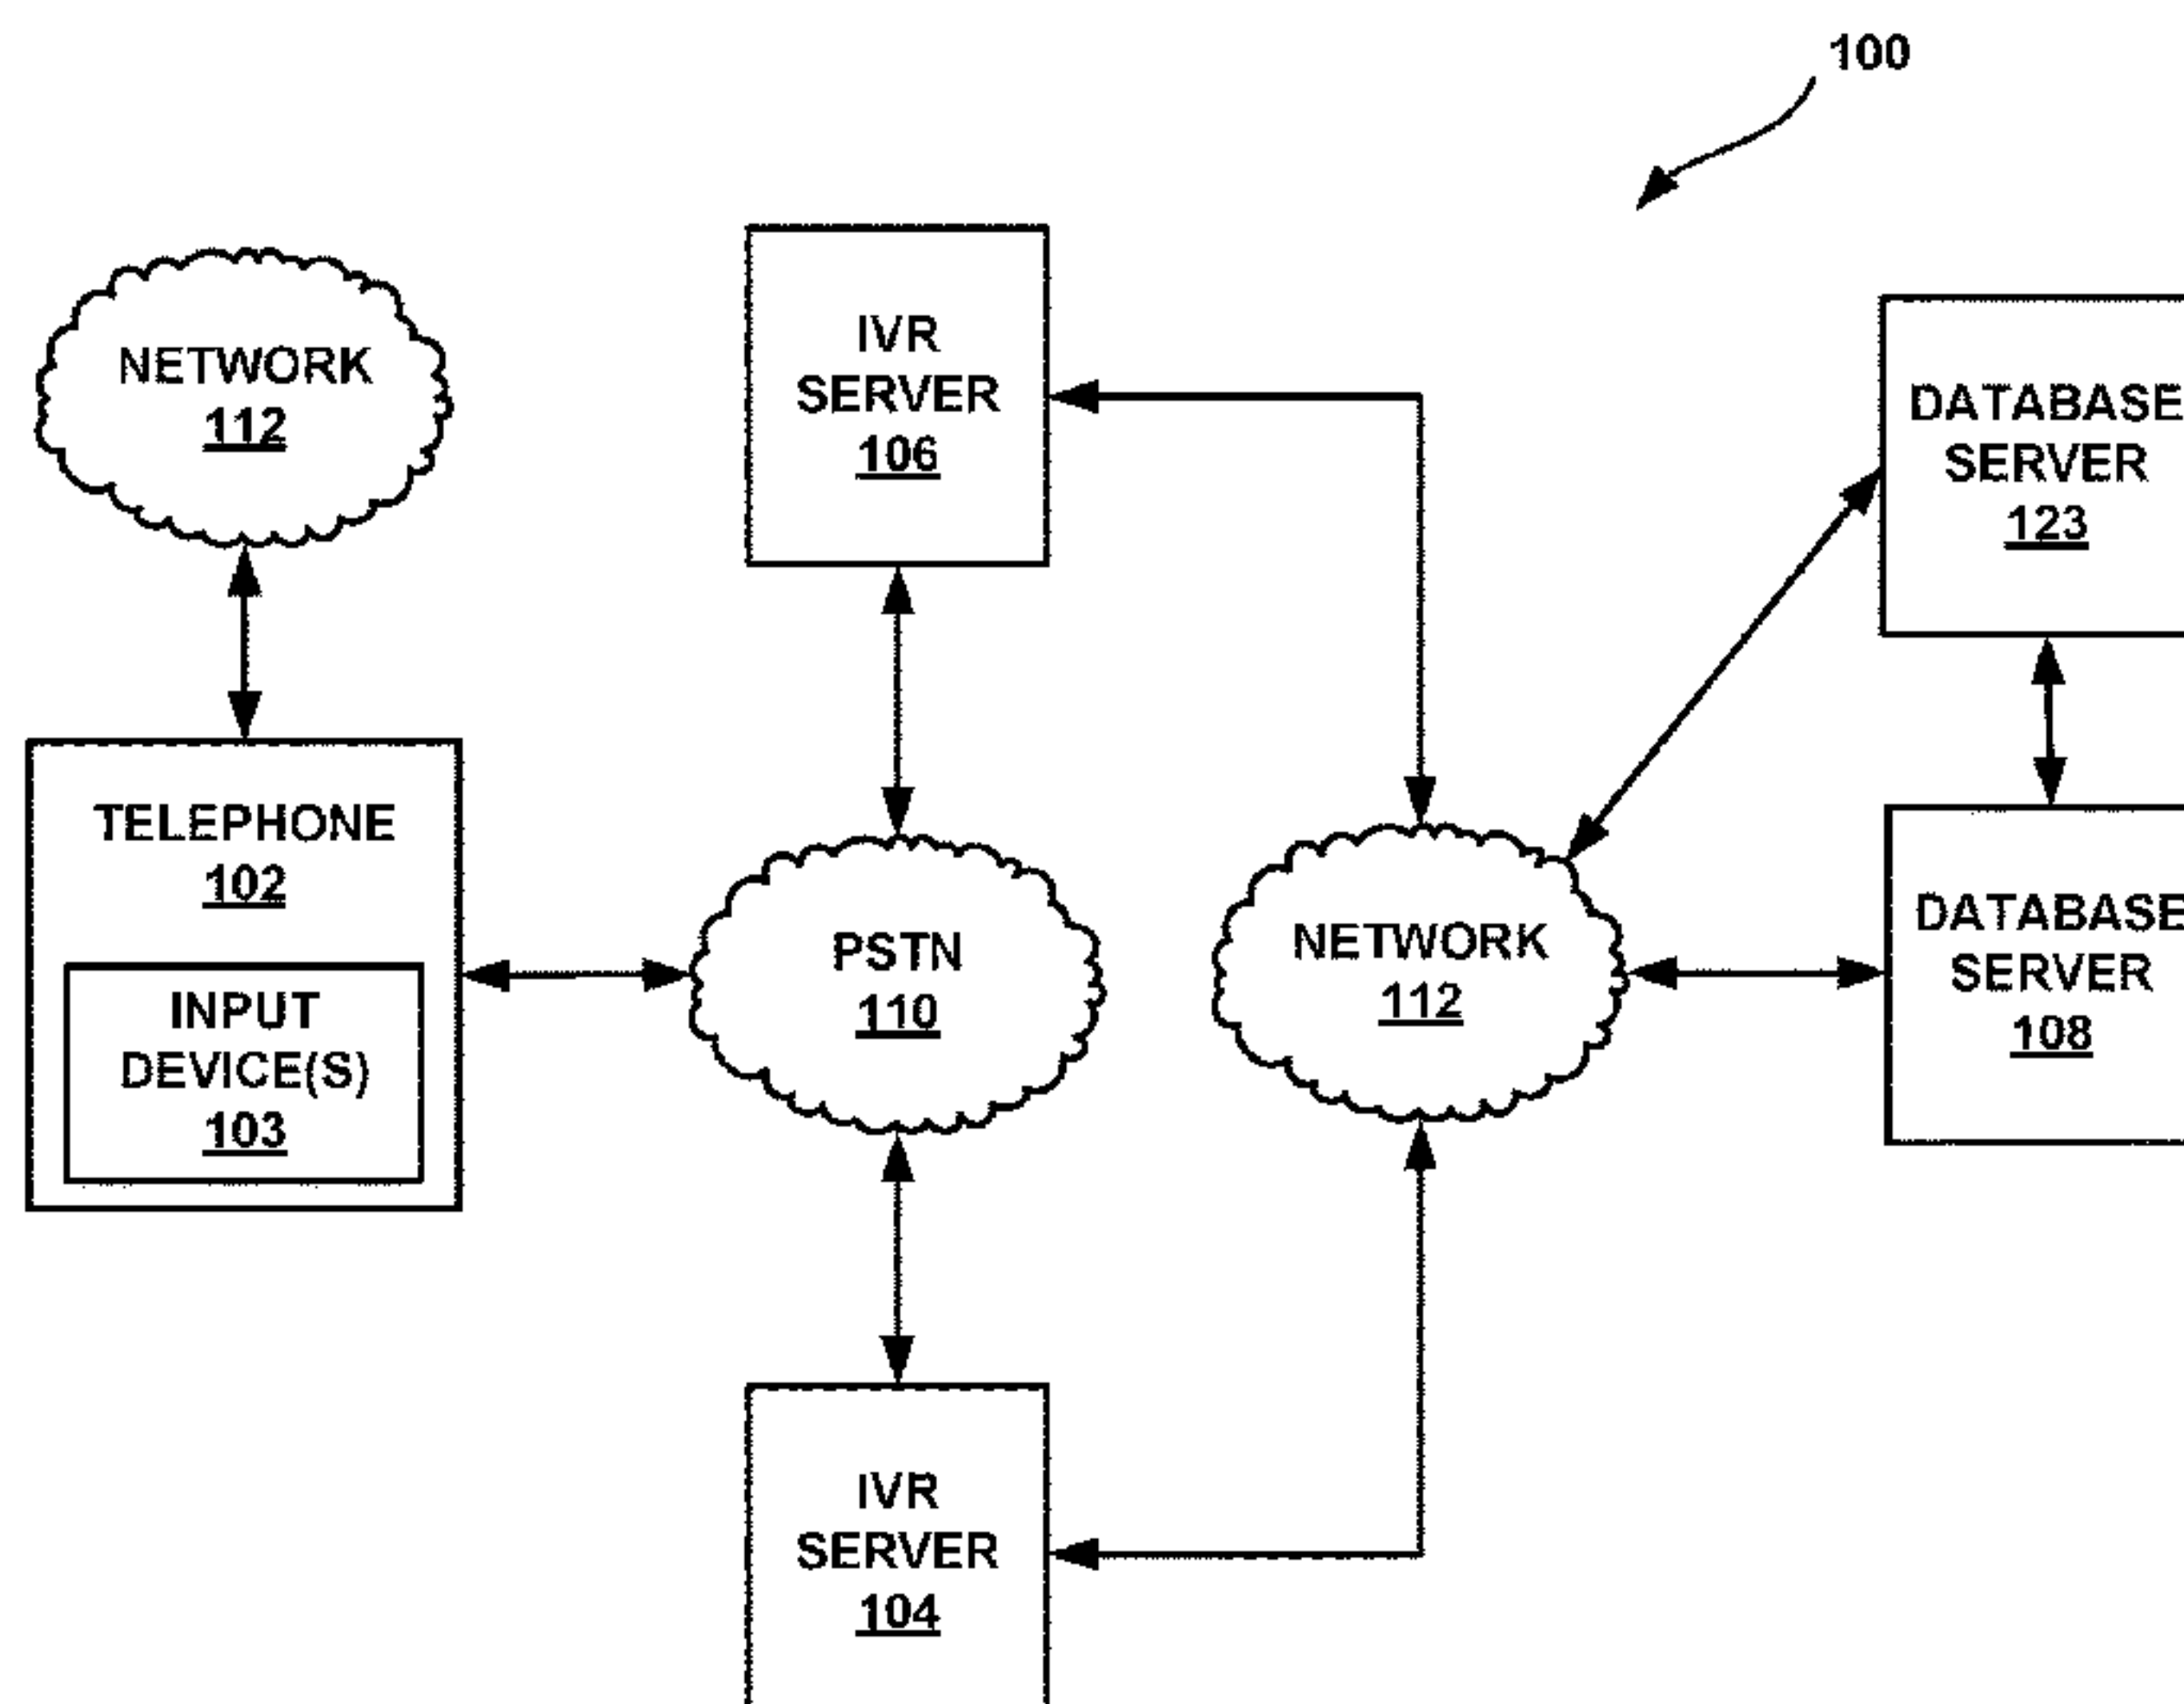 100
NETWORK
112
IVR
SERVER
106
DATABASE
SERVER
123
TELEPHONE
102
INPUT
DEVICE(S)
103
PSTN
110
NETWORK
112
DATABASE
SERVER
108
IVR
SERVER
104